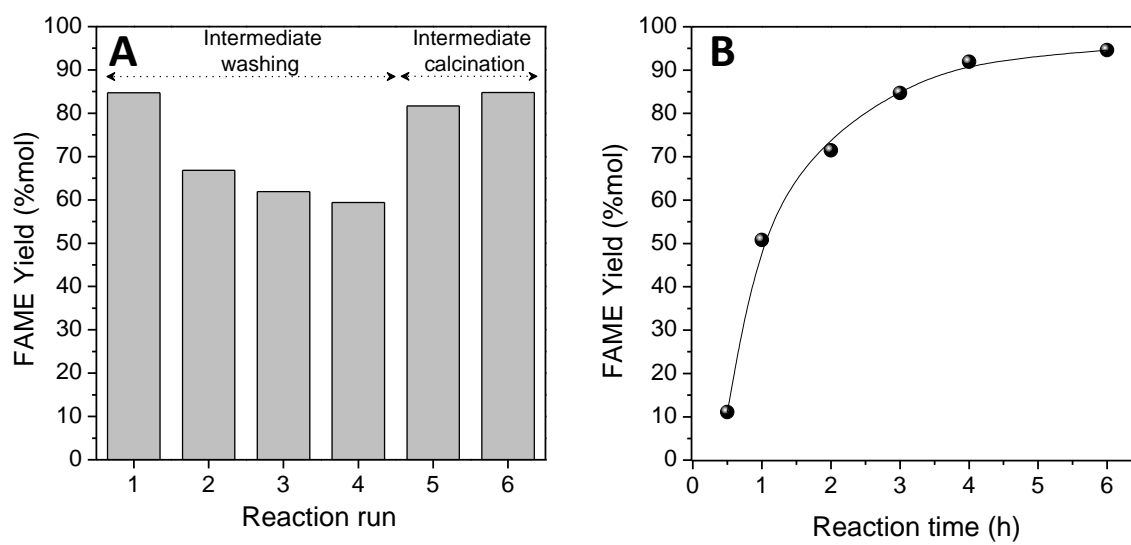 A
Intermediate
washing
Intermediate
calcination
FAME Yield (%mol)
100
90
80
70
60
50
40
30
20
10
0
1 2 3 4 5 6
Reaction run
B
FAME Yield (%mol)
100
90
80
70
60
50
40
30
20
10
0
0 1 2 3 4 5 6
Reaction time (h)